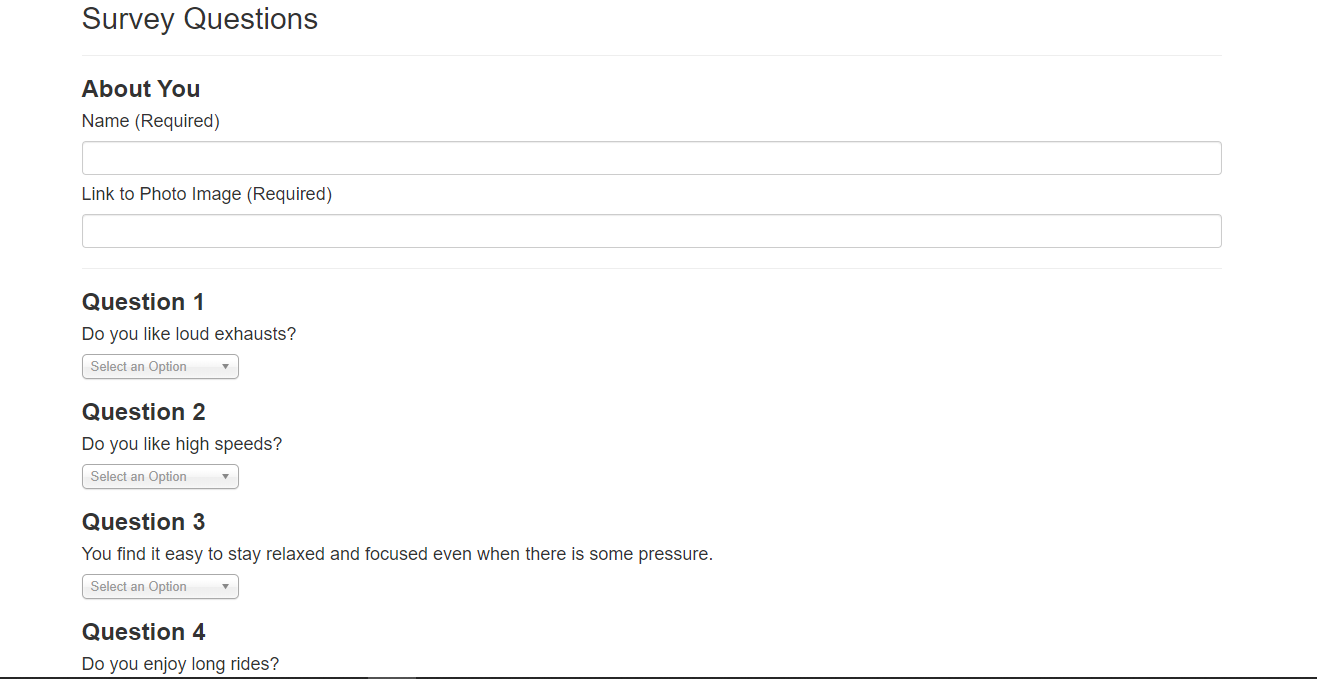 Survey Questions
About You
Name (Required)
Link to Photo Image (Required)
Question 1
Do you like loud exhausts?
Select an Option
Question 2
Do you like high speeds?
Select an Option
Question 3
You find it easy to stay relaxed and focused even when there is some pressure.
Select an Option
Question 4
Do you enjoy long rides?